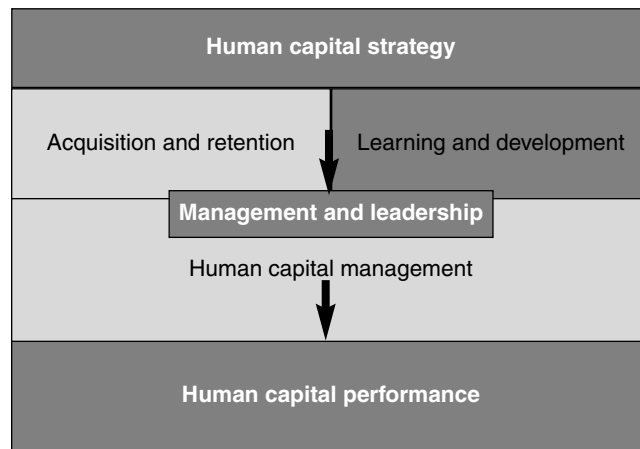 Human capital strategy
Acquisition and retention
Learning and development
Management and leadership
Human capital management
Human capital performance